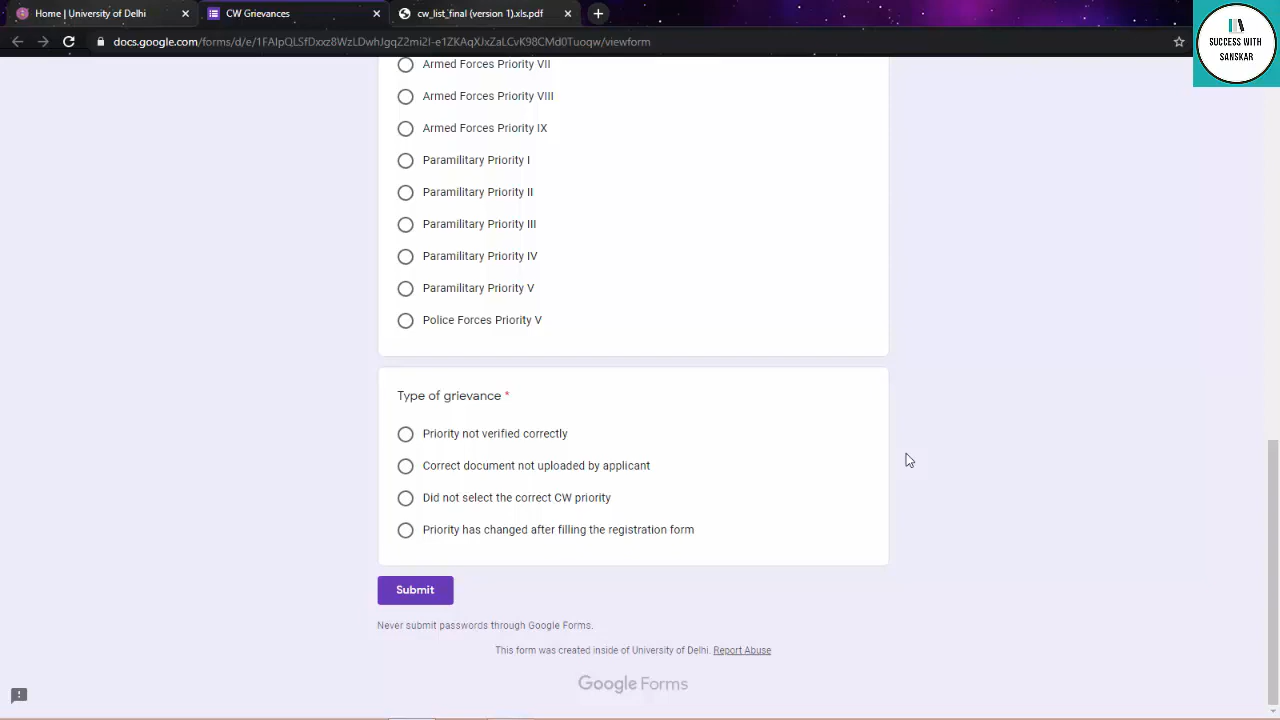 Home | University of Delhi
CW Grievances
cw_list_final (version 1).xls.pdf
docs.google.com/forms/d/e/1FAIpQLSfDxxz8WzLDwhJgqZ2mi2I-e1ZKAqXJxZaLCvK98CMd0Tuoqw/viewform
SUCCESS WITH
SANSKAR
Armed Forces Priority VII
Armed Forces Priority VIII
Armed Forces Priority IX
Paramilitary Priority I
Paramilitary Priority II
Paramilitary Priority III
Paramilitary Priority IV
Paramilitary Priority V
Police Forces Priority V
Type of grievance *
Priority not verified correctly
Correct document not uploaded by applicant
Did not select the correct CW priority
Priority has changed after filling the registration form
Submit
Never submit passwords through Google Forms.
This form was created inside of University of Delhi. Report Abuse
Google Forms